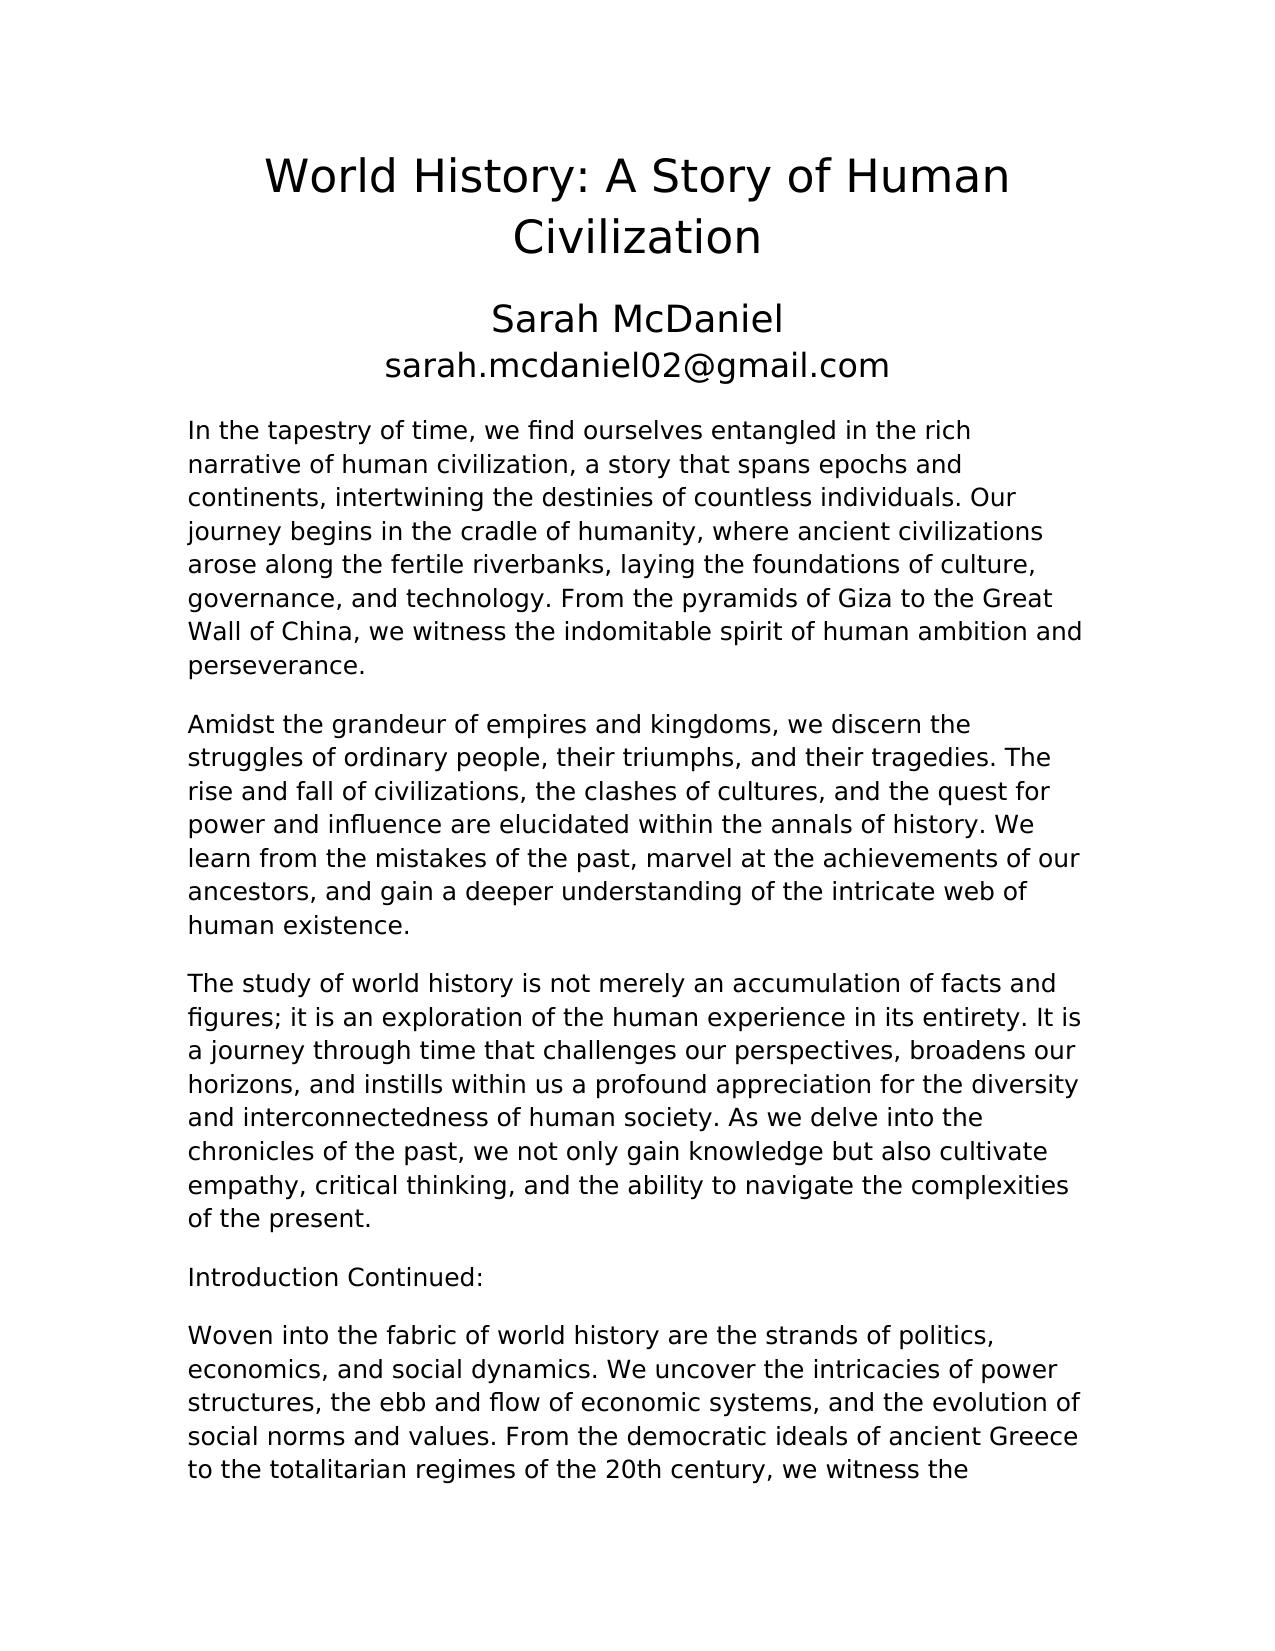 World History: A Story of Human
Civilization
Sarah McDaniel
sarah.mcdaniel02@gmail.com
In the tapestry of time, we find ourselves entangled in the rich
narrative of human civilization, a story that spans epochs and
continents, intertwining the destinies of countless individuals. Our
journey begins in the cradle of humanity, where ancient civilizations
arose along the fertile riverbanks, laying the foundations of culture,
governance, and technology. From the pyramids of Giza to the Great
Wall of China, we witness the indomitable spirit of human ambition and
perseverance.
Amidst the grandeur of empires and kingdoms, we discern the
struggles of ordinary people, their triumphs, and their tragedies. The
rise and fall of civilizations, the clashes of cultures, and the quest for
power and influence are elucidated within the annals of history. We
learn from the mistakes of the past, marvel at the achievements of our
ancestors, and gain a deeper understanding of the intricate web of
human existence.
The study of world history is not merely an accumulation of facts and
figures; it is an exploration of the human experience in its entirety. It is
a journey through time that challenges our perspectives, broadens our
horizons, and instills within us a profound appreciation for the diversity
and interconnectedness of human society. As we delve into the
chronicles of the past, we not only gain knowledge but also cultivate
empathy, critical thinking, and the ability to navigate the complexities
of the present.
Introduction Continued:
Woven into the fabric of world history are the strands of politics,
economics, and social dynamics. We uncover the intricacies of power
structures, the ebb and flow of economic systems, and the evolution of
social norms and values. From the democratic ideals of ancient Greece
to the totalitarian regimes of the 20th century, we witness the